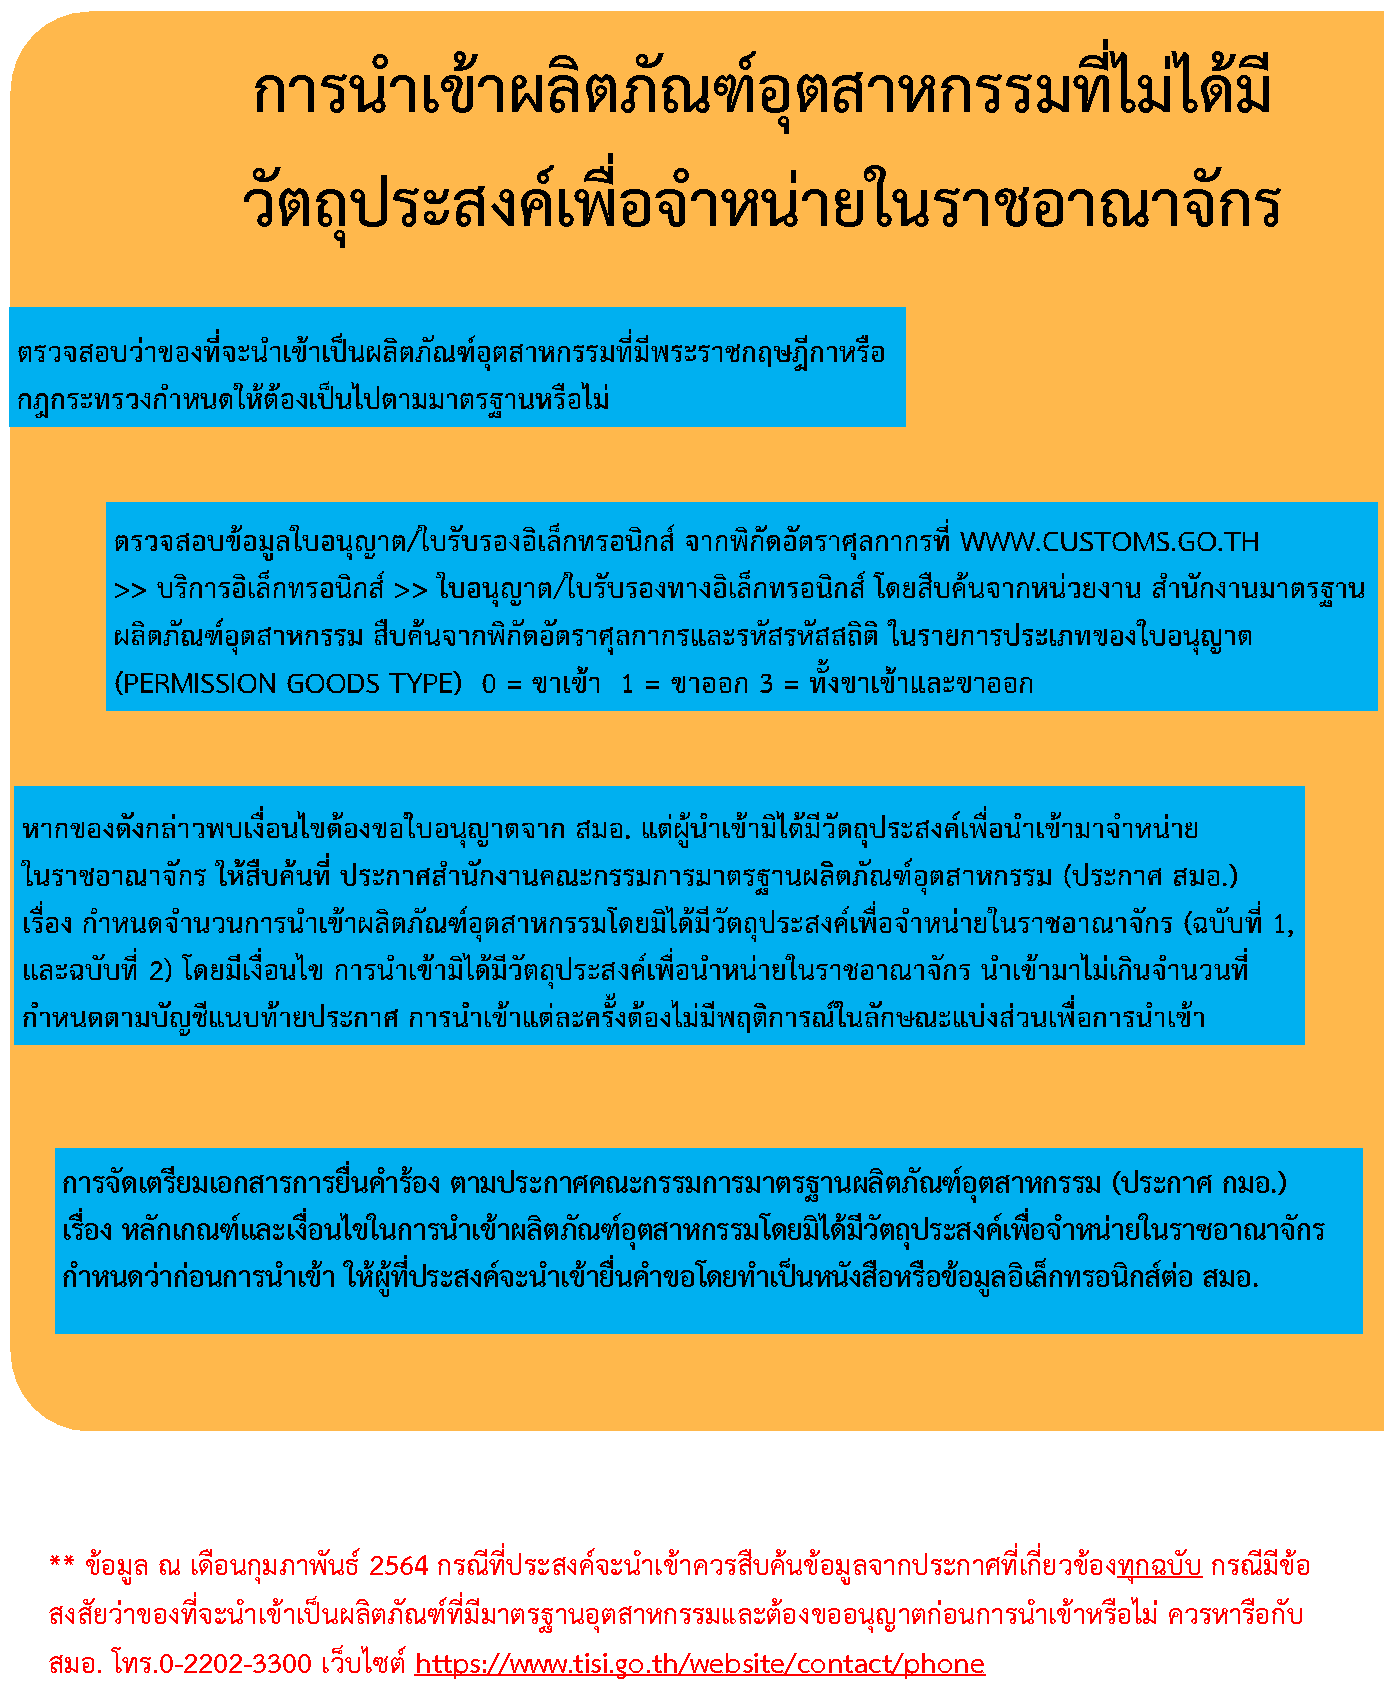 การนำเข้าผลิตภัณฑ์อุตสาหกรรมที่ไม่ได้มี
วัตถุประสงค์เพื่อจำหน่ายในราชอาณาจักร
ตรวจสอบว่าของที่จะนำเข้าเป็นผลิตภัณฑ์อุตสาหกรรมที่มีพระราชกฤษฎีกาหรือ
กฎกระทรวงกำหนดให้ต้องเป็นไปตามมาตรฐานหรือไม่
ตรวจสอบข้อมูลใบอนุญาต/ใบรับรองอิเล็กทรอนิกส์ จากพิกัดอัตราศุลกากรที่ WWW.CUSTOMS.GO.TH
>> บริการอิเล็กทรอนิกส์ >> ใบอนุญาต/ใบรับรองทางอิเล็กทรอนิกส์ โดยสืบค้นจากหน่วยงาน สำนักงานมาตรฐาน
ผลิตภัณฑ์อุตสาหกรรม สืบค้นจากพิกัดอัตราศุลกากรและรหัสรหัสสถิติ ในรายการประเภทของใบอนุญาต
(PERMISSION GOODS TYPE) 0 = ขาเข้า 1 = ขาออก 3 = ทั้งขาเข้าและขาออก
หากของดังกล่าวพบเงื่อนไขต้องขอใบอนุญาตจาก สมอ. แต่ผู้นำเข้ามิได้มีวัตถุประสงค์เพื่อนำเข้ามาจำหน่าย
ในราชอาณาจักร ให้สืบค้นที่ ประกาศสำนักงานคณะกรรมการมาตรฐานผลิตภัณฑ์อุตสาหกรรม (ประกาศ สมอ.)
เรื่อง กำหนดจำนวนการนำเข้าผลิตภัณฑ์อุตสาหกรรมโดยมิได้มีวัตถุประสงค์เพื่อจำหน่ายในราชอาณาจักร (ฉบับที่ 1,
และฉบับที่ 2) โดยมีเงื่อนไข การนำเข้ามิได้มีวัตถุประสงค์เพื่อนำหน่ายในราชอาณาจักร นำเข้ามาไม่เกินจำนวนที่
กำหนดตามบัญชีแนบท้ายประกาศ การนำเข้าแต่ละครั้งต้องไม่มีพฤติการณ์ในลักษณะแบ่งส่วนเพื่อการนำเข้า
การจัดเตรียมเอกสารการยื่นคำร้อง ตามประกาศคณะกรรมการมาตรฐานผลิตภัณฑ์อุตสาหกรรม (ประกาศ กมอ.)
เรื่อง หลักเกณฑ์และเงื่อนไขในการนำเข้าผลิตภัณฑ์อุตสาหกรรมโดยมิได้มีวัตถุประสงค์เพื่อจำหน่ายในราชอาณาจักร
กำหนดว่าก่อนการนำเข้า ให้ผู้ที่ประสงค์จะนำเข้ายื่นคำขอโดยทำเป็นหนังสือหรือข้อมูลอิเล็กทรอนิกส์ต่อ สมอ.
** ข้อมูล ณ เดือนกุมภาพันธ์ 2564 กรณีที่ประสงค์จะนำเข้าควรสืบค้นข้อมูลจากประกาศที่เกี่ยวข้องทุกฉบับ กรณีมีข้อ
สงสัยว่าของที่จะนำเข้าเป็นผลิตภัณฑ์ที่มีมาตรฐานอุตสาหกรรมและต้องขออนุญาตก่อนการนำเข้าหรือไม่ ควรหารือกับ
สมอ. โทร.0-2202-3300 เว็บไซต์ https://www.tisi.go.th/website/contact/phone